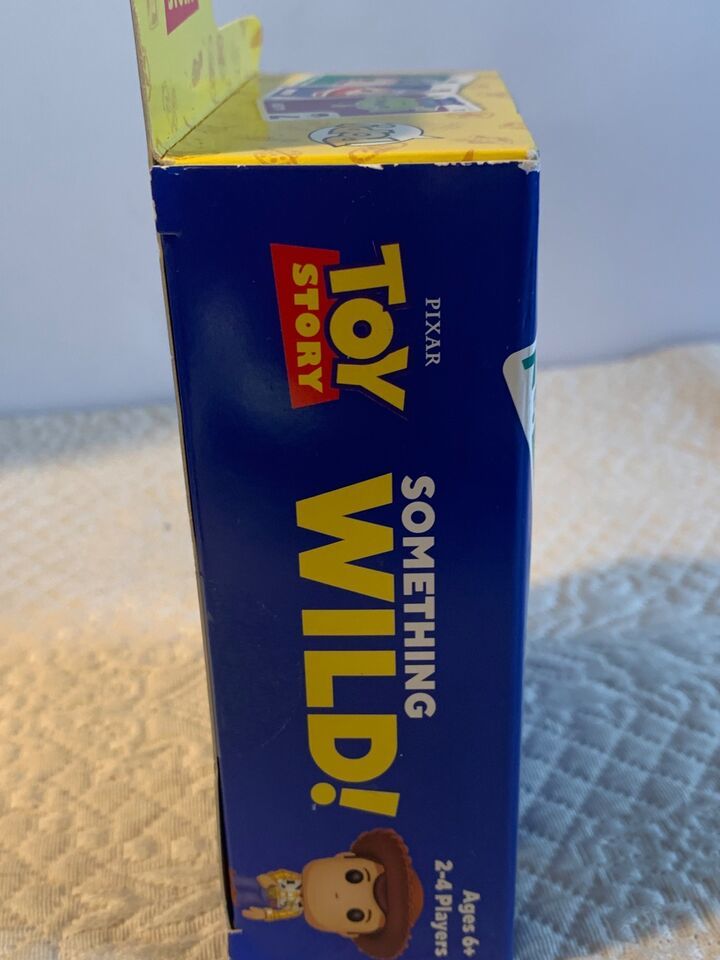 PIXAR
TOY
STORY
SOMETHING
WILD!
Ages 6+
2-4 Players